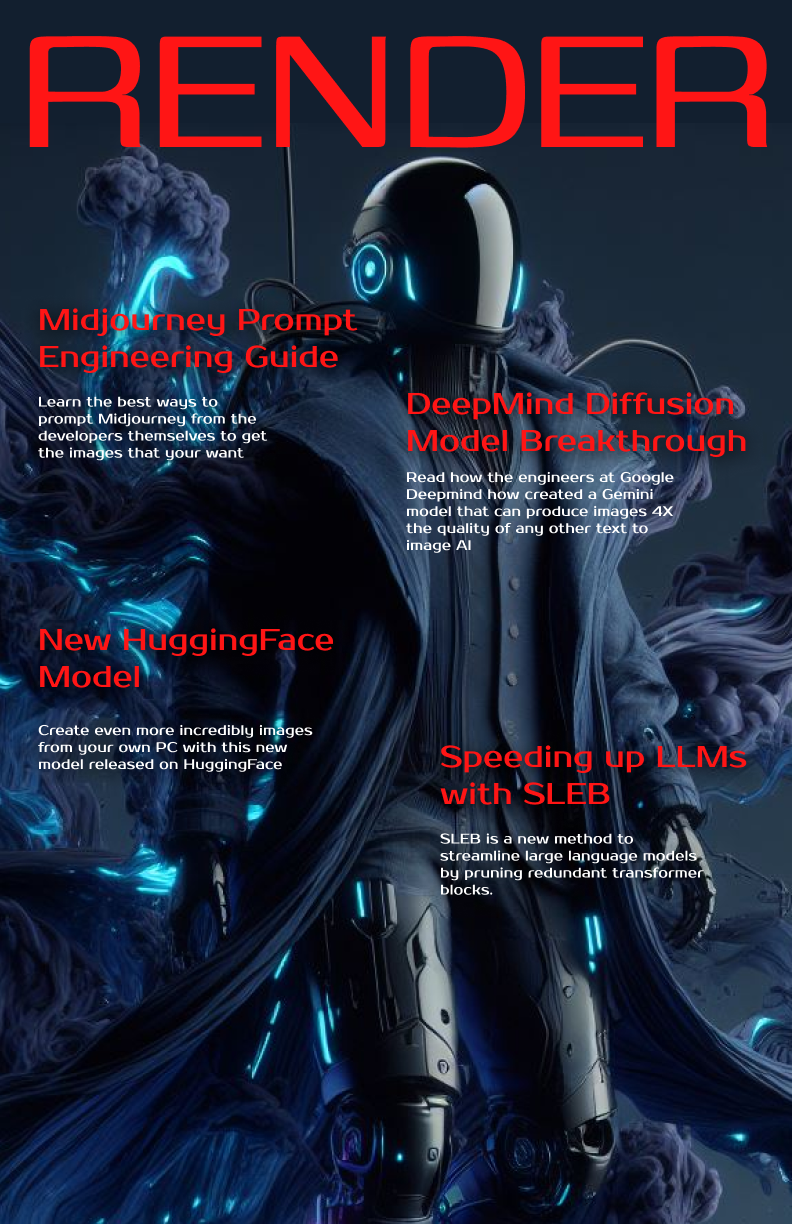 RENDER
Midjourney Prompt
Engineering Guide
Learn the best ways to
prompt Midjourney from the
developers themselves to get
the images that your want
DeepMind Diffusion
Model Breakthrough
Read how the engineers at Google
Deepmind how created a Gemini
model that can produce images 4X
the quality of any other text to
image AI
New HuggingFace
Model
Create even more incredibly images
from your own PC with this new
model released on HuggingFace
Speeding up LLMs
with SLEB
SLEB is a new method to
streamline large language models
by pruning redundant transformer
blocks.